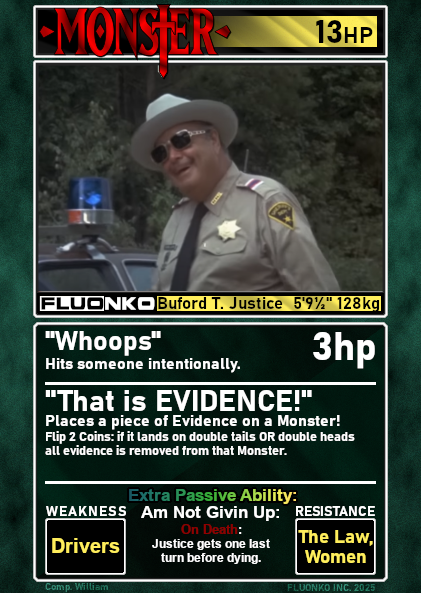 MONSTER
13HP
FLUONKO Buford T. Justice 5'9½" 128kg
"Whoops"
Hits someone intentionally.
3hp
"That is EVIDENCE!"
Places a piece of Evidence on a Monster!
Flip 2 Coins: if it lands on double tails OR double heads
all evidence is removed from that Monster.
Extra Passive Ability:
Am Not Givin Up:
On Death:
Justice gets one last
turn before dying.
WEAKNESS
Drivers
RESISTANCE
The Law,
Women
Comp. William
FLUONKO INC. 2025